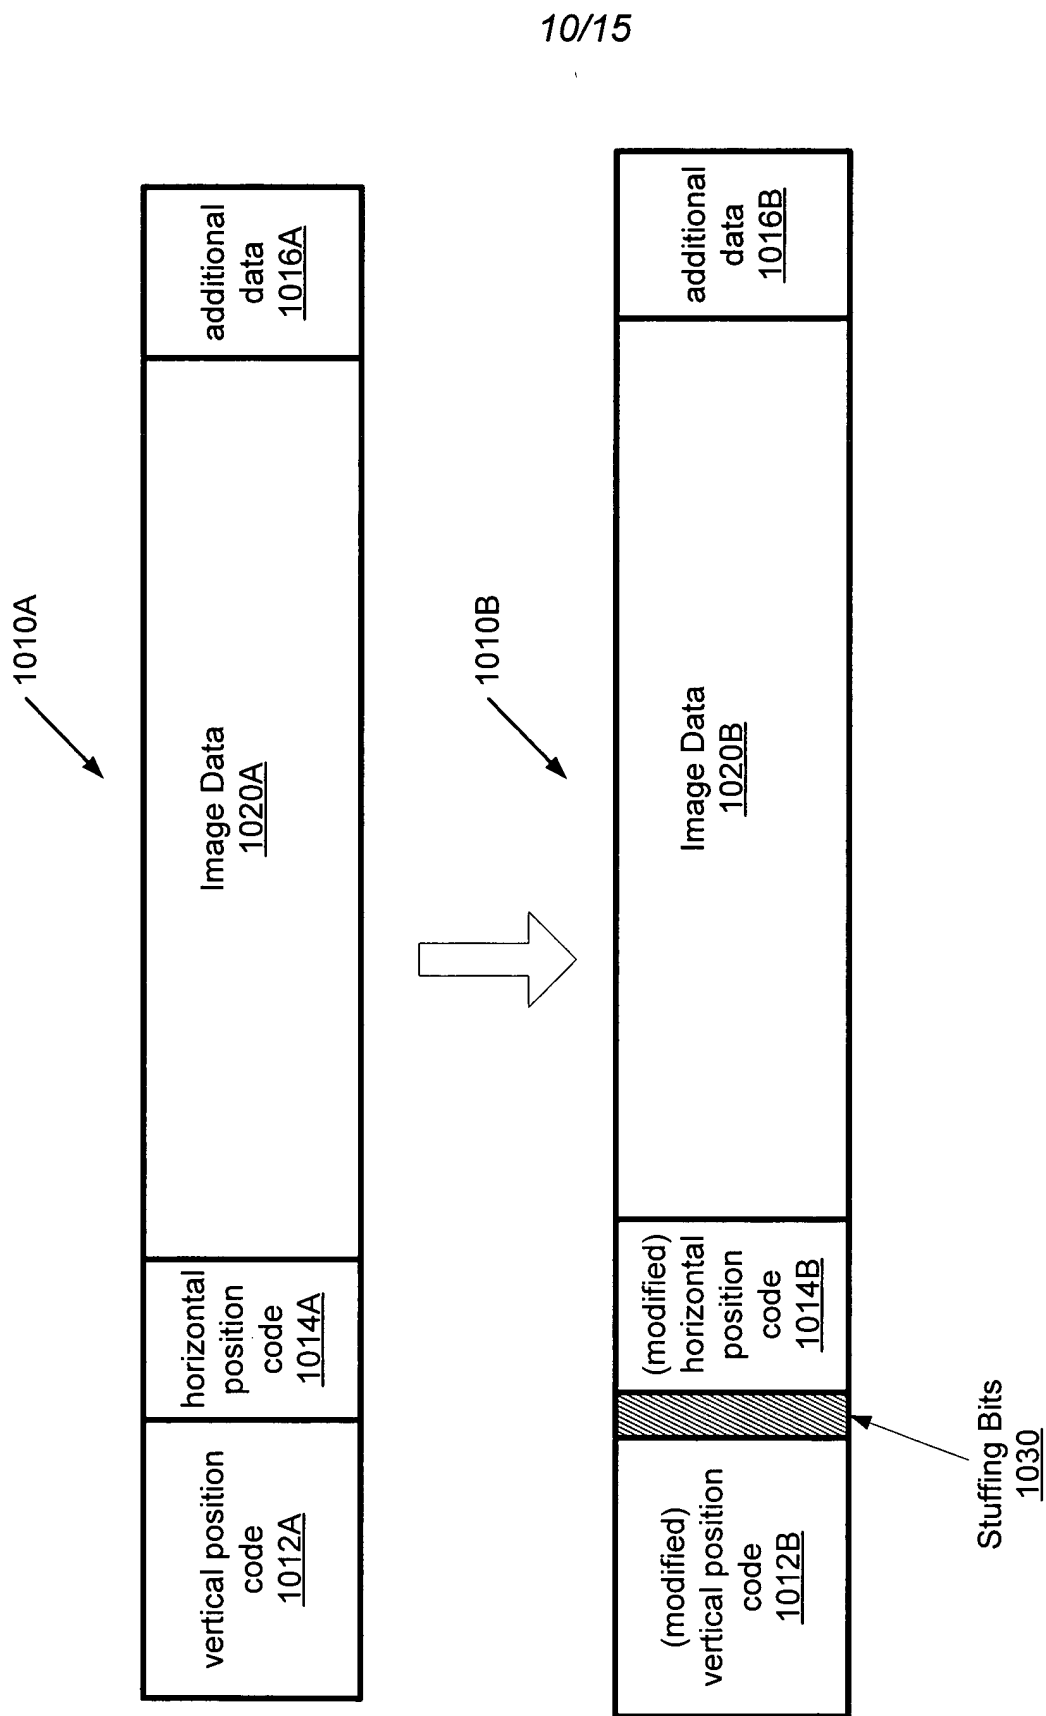 10/15
1010A
vertical position
code
1012A
horizontal
position
code
1014A
Image Data
1020A
additional
data
1016A
1010B
(modified)
vertical position
code
1012B
(modified)
horizontal
position
code
1014B
Image Data
1020B
additional
data
1016B
Stuffing Bits
1030